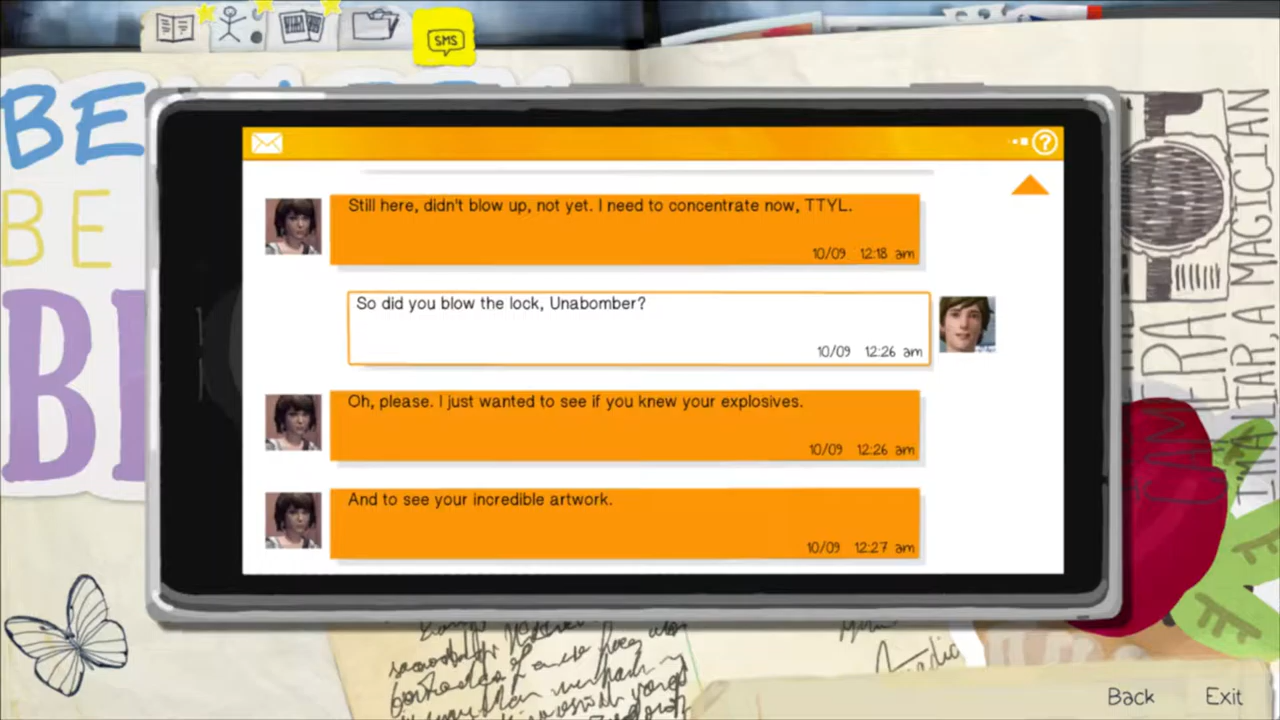 SMS
BE
BE
?
Still here, didn't blow up, not yet. I need to concentrate now, TTYL.
10/09 12:18 am
So did you blow the lock, Unabomber?
10/09 12:26 am
Oh, please. I just wanted to see if you knew your explosives.
10/09 12:26 am
And to see your incredible artwork.
10/09 12:27 am
CAMERA
LIAR, A MAGICIAN
Back Exit